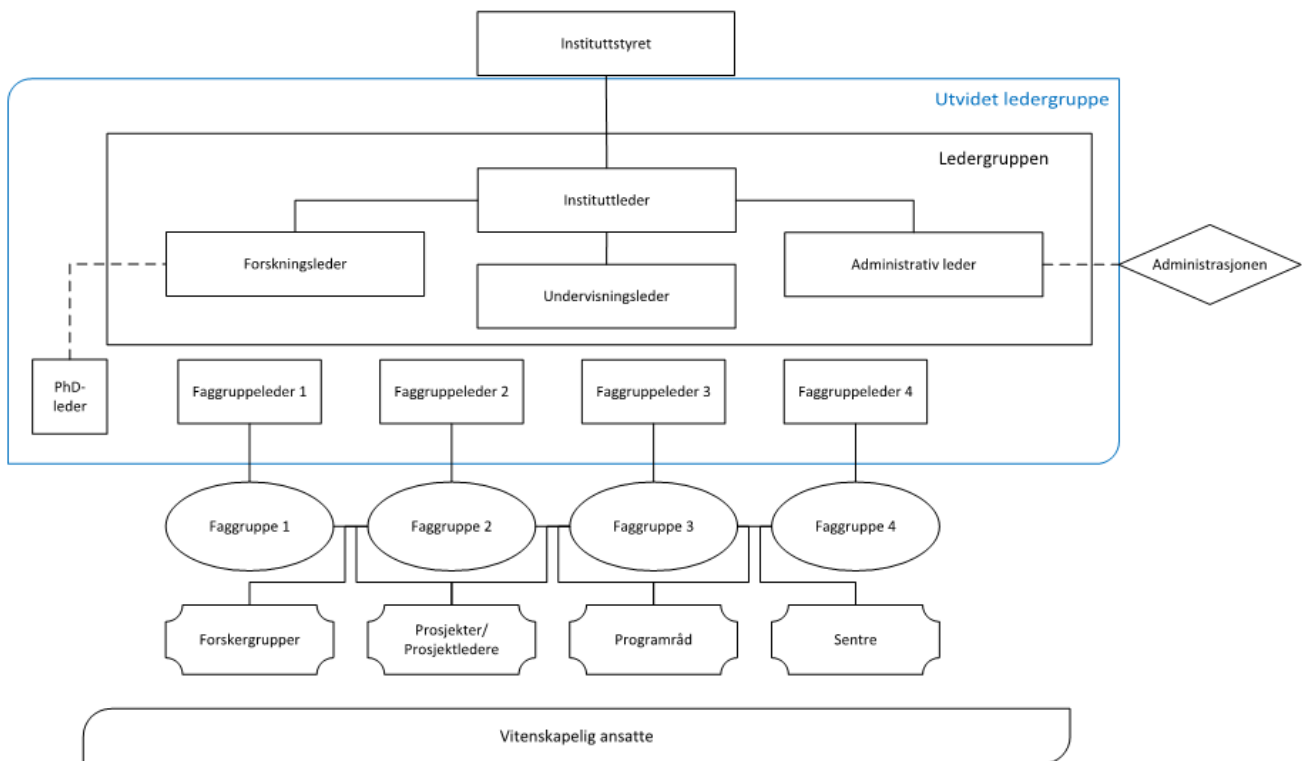 Instituttstyret
Utvidet ledergruppe
Ledergruppen
Instituttleder
Forskningsleder
Administrativ leder
Administrasjonen
Undervisningsleder
PhD-
leder
Faggruppeleder 1
Faggruppeleder 2
Faggruppeleder 3
Faggruppeleder 4
Faggruppe 1
Faggruppe 2
Faggruppe 3
Faggruppe 4
Forskergrupper
Prosjekter/
Prosjektledere
Programråd
Sentre
Vitenskapelig ansatte